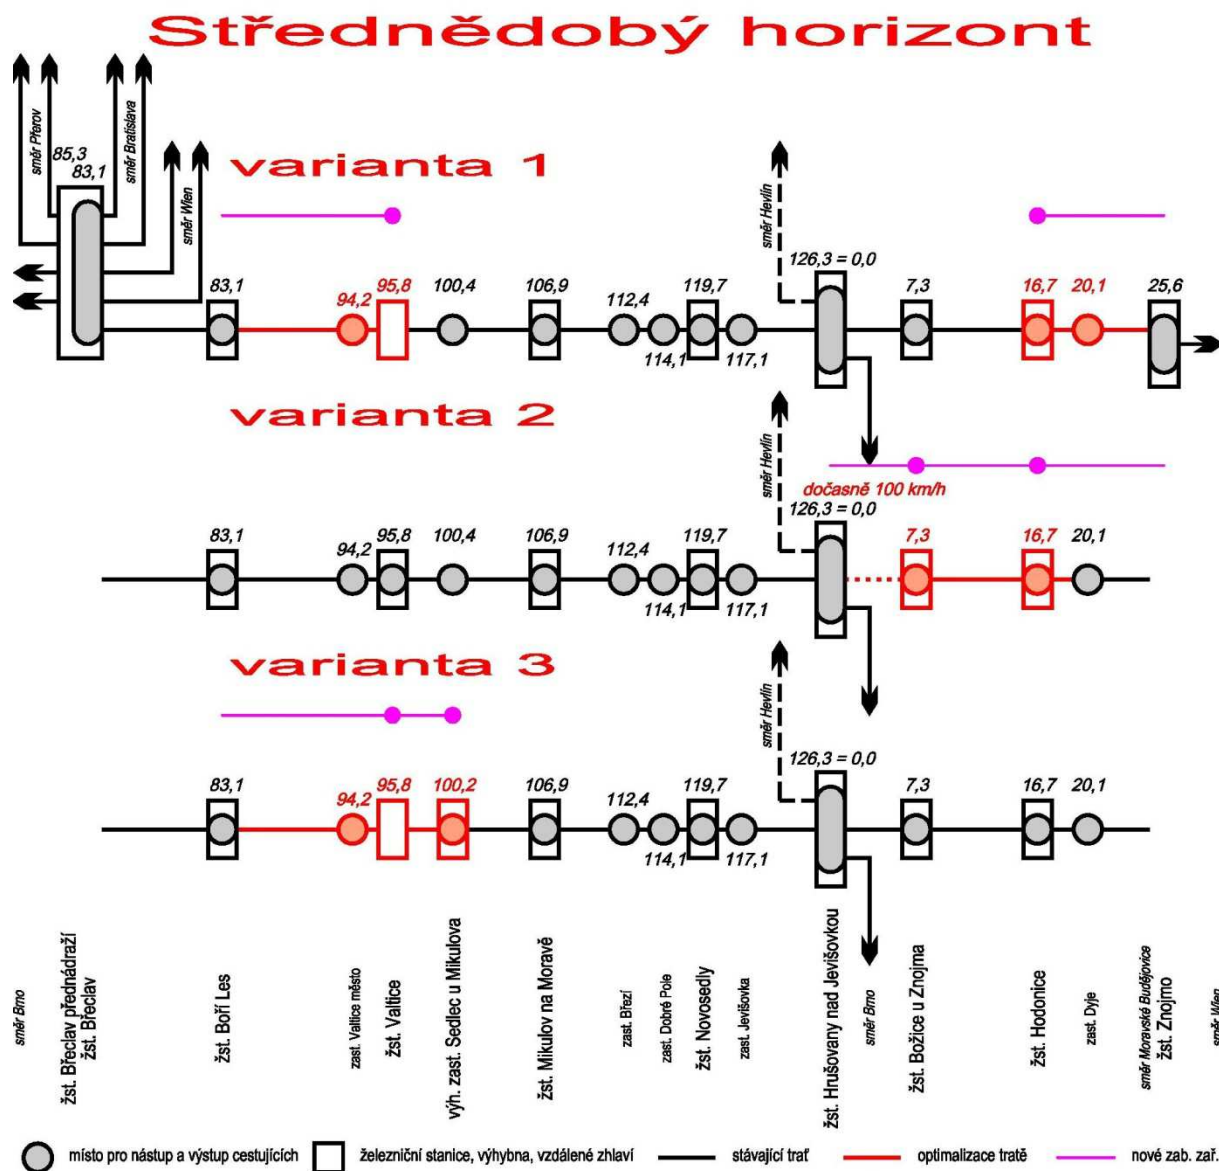 Střednědobý horizont
směr Přerov
směr Bratislava
směr Wien
85,3
83,1
varianta 1
směr Hevlín
83,1
94,2
95,8
100,4
106,9
112,4
114,1
119,7
117,1
126,3 = 0,0
7,3
16,7
20,1
25,6
varianta 2
směr Hevlín
dočasně 100 km/h
83,1
94,2
95,8
100,4
106,9
112,4
114,1
119,7
117,1
126,3 = 0,0
7,3
16,7
20,1
varianta 3
směr Hevlín
83,1
94,2
95,8
100,2
106,9
112,4
114,1
119,7
117,1
126,3 = 0,0
7,3
16,7
20,1
směr Brno
žst. Břeclav přednádraží
žst. Břeclav
žst. Boří Les
zast. Valtice město
žst. Valtice
výh. zast. Sedlec u Mikulova
žst. Mikulov na Moravě
zast. Březí
zast. Dobré Pole
žst. Novosedly
zast. Jevišovka
žst. Hrušovany nad Jevišovkou
směr Brno
žst. Božice u Znojma
žst. Hodonice
zast. Dyje
směr Moravské Budějovice
žst. Znojmo
směr Wien
místo pro nástup a výstup cestujících
železniční stanice, výhybna, vzdálené zhlaví
stávající trať
optimalizace tratě
nové zab. zař.